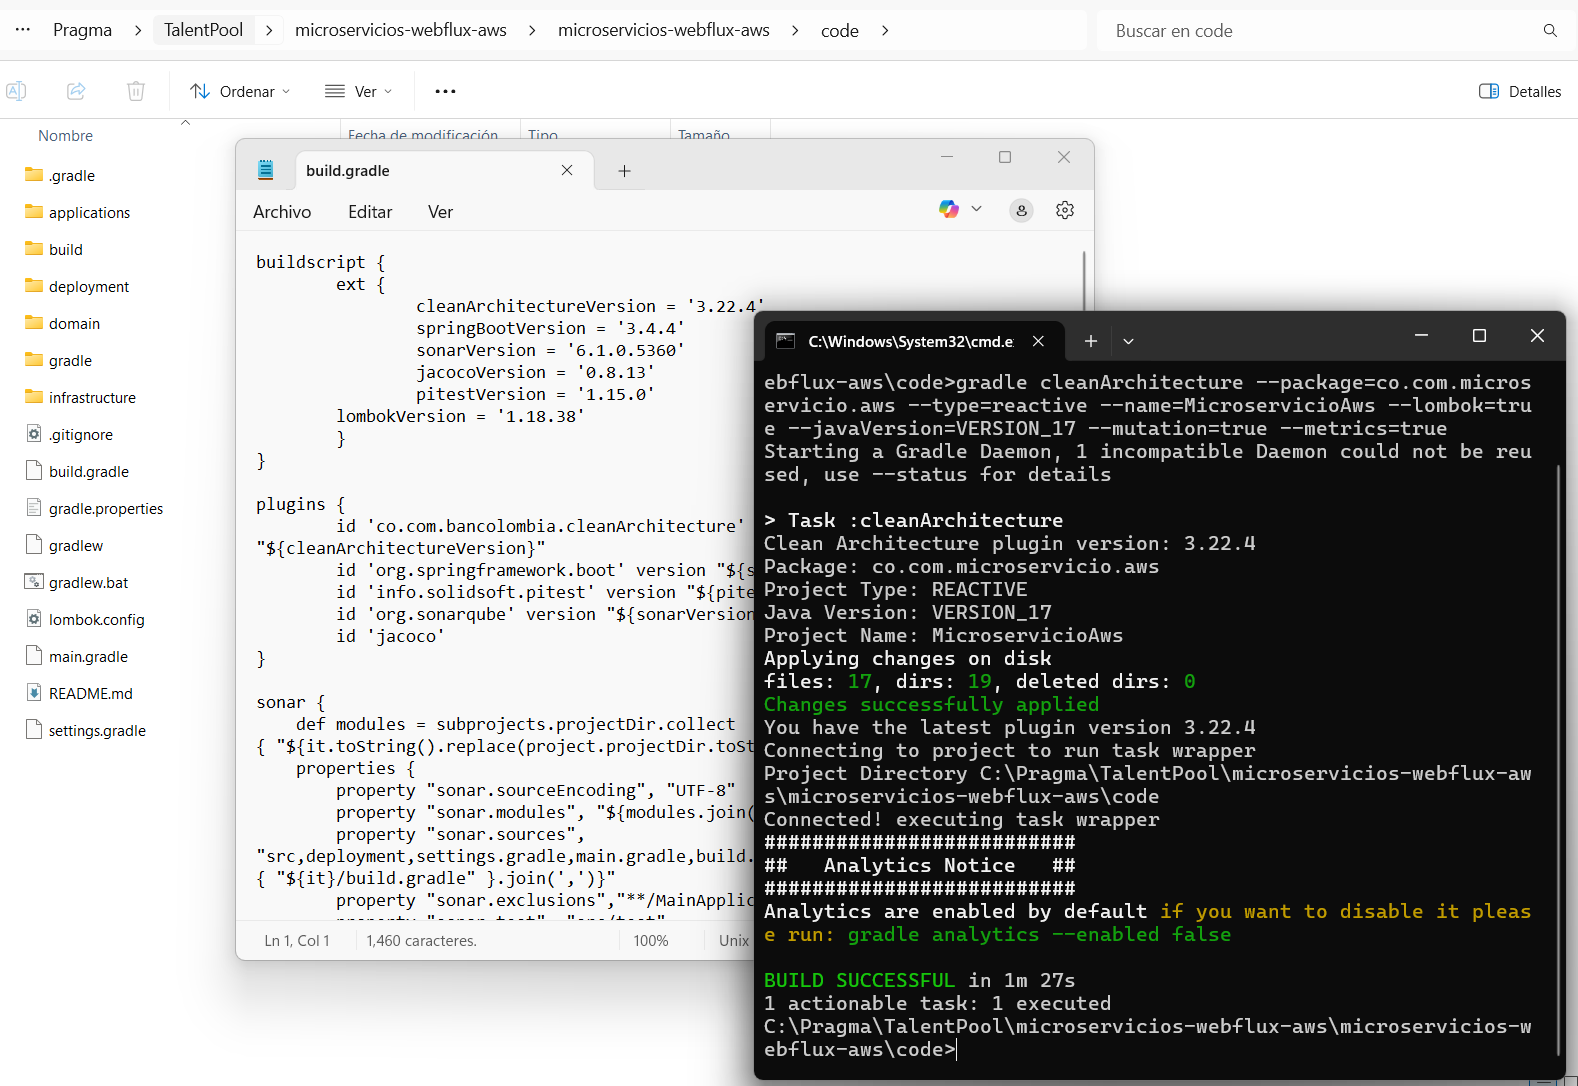 Pragma > TalentPool > microservicios-webflux-aws > microservicios-webflux-aws > code >
Buscar en code
Ordenar
Ver
Detalles
Nombre
Fecha de modificación
Tipo
Tamaño
.gradle
applications
build
deployment
domain
gradle
infrastructure
.gitignore
build.gradle
gradle.properties
gradlew
gradlew.bat
lombok.config
main.gradle
README.md
settings.gradle
build.gradle
Archivo Editar Ver
buildscript {
ext {
cleanArchitectureVersion = '3.22.4'
springBootVersion = '3.4.4'
sonarVersion = '6.1.0.5360'
jacocoVersion = '0.8.13'
pitestVersion = '1.15.0'
lombokVersion = '1.18.38'
}
}
plugins {
id 'co.com.bancolombia.cleanArchitecture'
"${cleanArchitectureVersion}"
id 'org.springframework.boot' version "${s
id 'info.solidsoft.pitest' version "${pite
id 'org.sonarqube' version "${sonarVersion
id 'jacoco'
}
sonar {
def modules = subprojects.projectDir.collect
{ "${it.toString().replace(project.projectDir.toSt
properties {
property "sonar.sourceEncoding", "UTF-8"
property "sonar.modules", "${modules.join(
property "sonar.sources",
"src,deployment,settings.gradle,main.gradle,build.
{ "${it}/build.gradle" }.join(',')}"
property "sonar.exclusions","**/MainApplic
property "sonar.test", "src/test"
Ln 1, Col 1
1,460 caracteres.
100%
Unix
C:\Windows\System32\cmd.e
ebflux-aws\code>gradle cleanArchitecture --package=co.com.micros
ervicio.aws --type=reactive --name=MicroservicioAws --lombok=tru
e --javaVersion=VERSION_17 --mutation=true --metrics=true
Starting a Gradle Daemon, 1 incompatible Daemon could not be reu
sed, use --status for details
> Task :cleanArchitecture
Clean Architecture plugin version: 3.22.4
Package: co.com.microservicio.aws
Project Type: REACTIVE
Java Version: VERSION_17
Project Name: MicroservicioAws
Applying changes on disk
files: 17, dirs: 19, deleted dirs: 0
Changes successfully applied
You have the latest plugin version 3.22.4
Connecting to project to run task wrapper
Project Directory C:\Pragma\TalentPool\microservicios-webflux-aw
s\microservicios-webflux-aws\code
Connected! executing task wrapper
##########################
## Analytics Notice ##
##########################
Analytics are enabled by default if you want to disable it pleas
e run: gradle analytics --enabled false
BUILD SUCCESSFUL in 1m 27s
1 actionable task: 1 executed
C:\Pragma\TalentPool\microservicios-webflux-aws\microservicios-w
ebflux-aws\code>